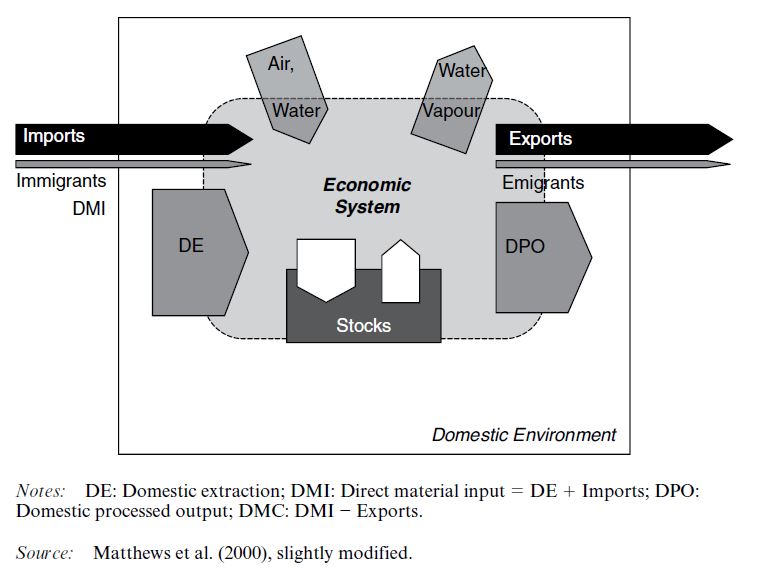 Air,
Water
Water
Vapour
Imports
Exports
Immigrants
Emigrants
DMI
Economic
System
DE
DPO
Stocks
Domestic Environment
Notes: DE: Domestic extraction; DMI: Direct material input = DE + Imports; DPO:
Domestic processed output; DMC: DMI − Exports.
Source: Matthews et al. (2000), slightly modified.